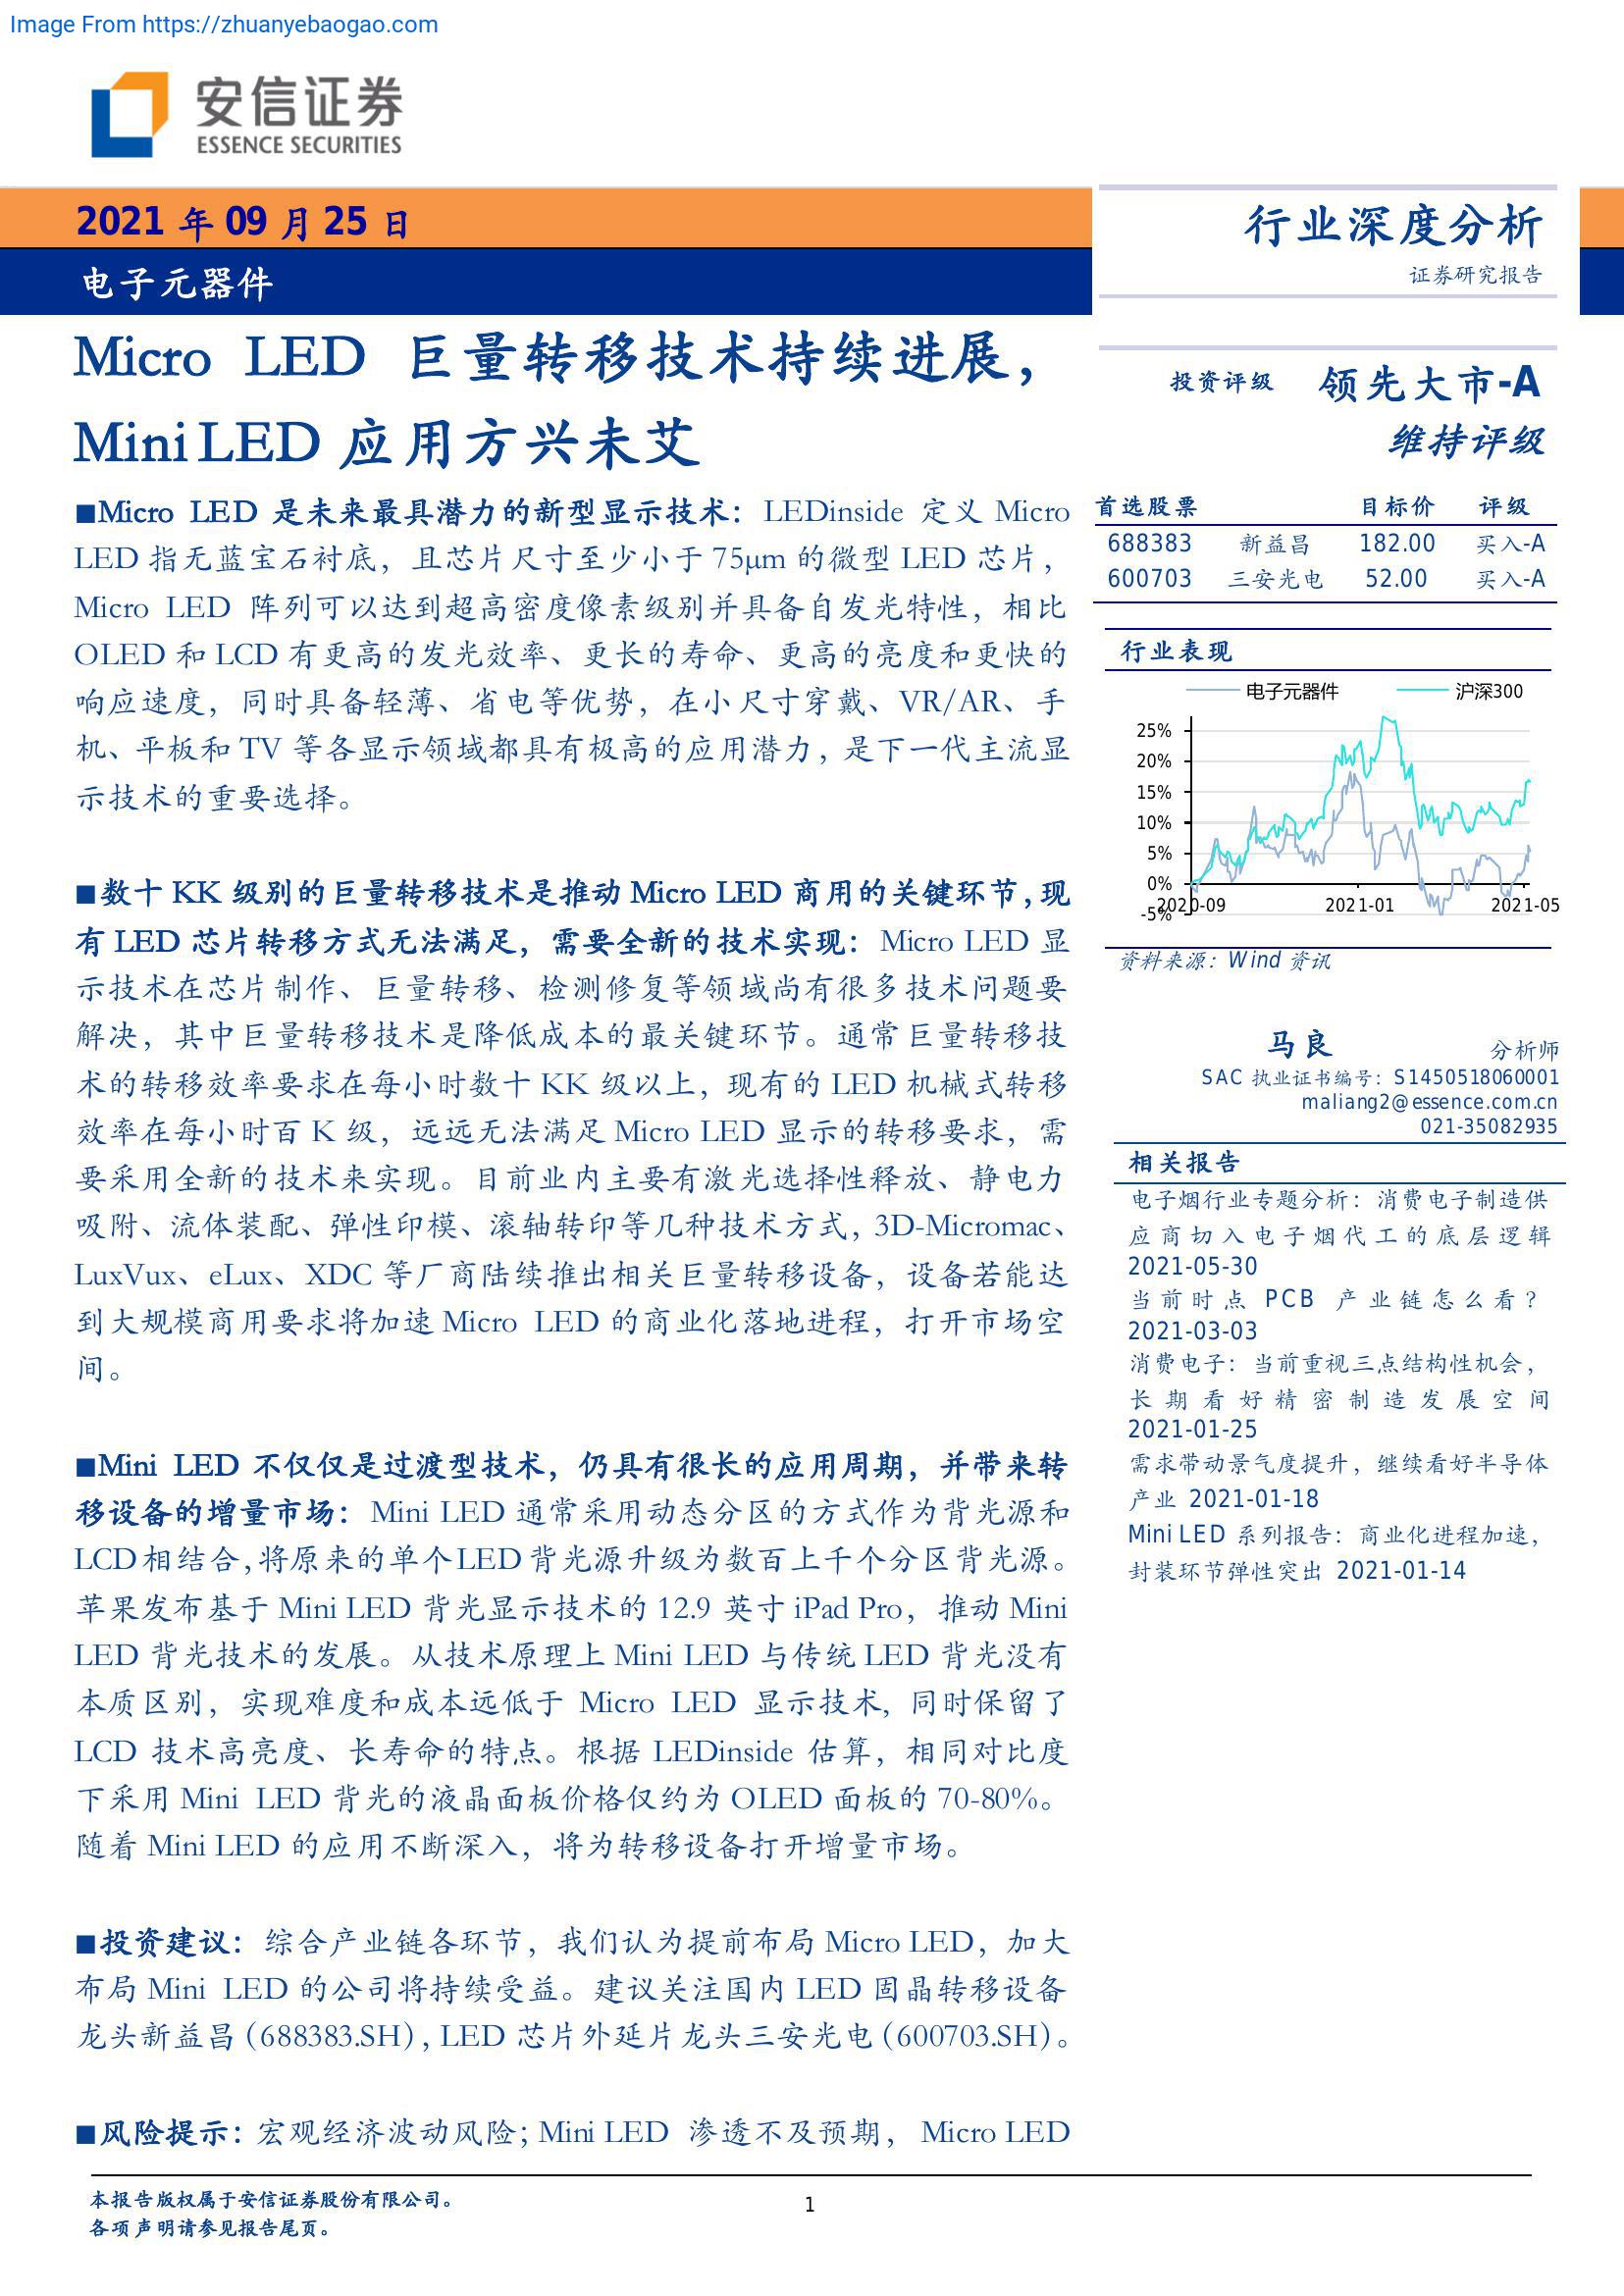 Image From https://zhuanyebaogao.com
安信证券
ESSENCE SECURITIES
2021 年 09 月 25 日
电子元器件
行业深度分析
证券研究报告
Micro LED 巨量转移技术持续进展，
Mini LED 应用方兴未艾
■Micro LED 是未来最具潜力的新型显示技术：LEDinside 定义 Micro
LED 指无蓝宝石衬底，且芯片尺寸至少小于 75μm 的微型 LED 芯片，
Micro LED 阵列可以达到超高密度像素级别并具备自发光特性，相比
OLED 和 LCD 有更高的发光效率、更长的寿命、更高的亮度和更快的
响应速度，同时具备轻薄、省电等优势，在小尺寸穿戴、VR/AR、手
机、平板和 TV 等各显示领域都具有极高的应用潜力，是下一代主流显
示技术的重要选择。
■数十 KK 级别的巨量转移技术是推动 Micro LED 商用的关键环节，现
有 LED 芯片转移方式无法满足，需要全新的技术实现：Micro LED 显
示技术在芯片制作、巨量转移、检测修复等领域尚有很多技术问题要
解决，其中巨量转移技术是降低成本的最关键环节。通常巨量转移技
术的转移效率要求在每小时数十 KK 级以上，现有的 LED 机械式转移
效率在每小时百 K 级，远远无法满足 Micro LED 显示的转移要求，需
要采用全新的技术来实现。目前业内主要有激光选择性释放、静电力
吸附、流体装配、弹性印模、滚轴转印等几种技术方式，3D-Micromac、
LuxVux、eLux、XDC 等厂商陆续推出相关巨量转移设备，设备若能达
到大规模商用要求将加速 Micro LED 的商业化落地进程，打开市场空
间。
■Mini LED 不仅仅是过渡型技术，仍具有很长的应用周期，并带来转
移设备的增量市场：Mini LED 通常采用动态分区的方式作为背光源和
LCD 相结合，将原来的单个 LED 背光源升级为数百上千个分区背光源。
苹果发布基于 Mini LED 背光显示技术的 12.9 英寸 iPad Pro，推动 Mini
LED 背光技术的发展。从技术原理上 Mini LED 与传统 LED 背光没有
本质区别，实现难度和成本远低于 Micro LED 显示技术，同时保留了
LCD 技术高亮度、长寿命的特点。根据 LEDinside 估算，相同对比度
下采用 Mini LED 背光的液晶面板价格仅约为 OLED 面板的 70-80%。
随着 Mini LED 的应用不断深入，将为转移设备打开增量市场。
■投资建议：综合产业链各环节，我们认为提前布局 Micro LED，加大
布局 Mini LED 的公司将持续受益。建议关注国内 LED 固晶转移设备
龙头新益昌（688383.SH），LED 芯片外延片龙头三安光电（600703.SH）。
■风险提示：宏观经济波动风险；Mini LED 渗透不及预期， Micro LED
投资评级 领先大市-A
维持评级
首选股票 目标价 评级
688383 新益昌 182.00 买入-A
600703 三安光电 52.00 买入-A
行业表现
电子元器件 沪深300
25%
20%
15%
10%
5%
0%
-5%
2020-09 2021-01 2021-05
资料来源：Wind 资讯
马良 分析师
SAC 执业证书编号：S1450518060001
maliang2@essence.com.cn
021-35082935
相关报告
电子烟行业专题分析：消费电子制造供
应商切入电子烟代工的底层逻辑
2021-05-30
当前时点 PCB 产业链怎么看？
2021-03-03
消费电子：当前重视三点结构性机会，
长期看好精密制造发展空间
2021-01-25
需求带动景气度提升，继续看好半导体
产业 2021-01-18
Mini LED 系列报告：商业化进程加速，
封装环节弹性突出 2021-01-14
本报告版权属于安信证券股份有限公司。
各项声明请参见报告尾页。
1